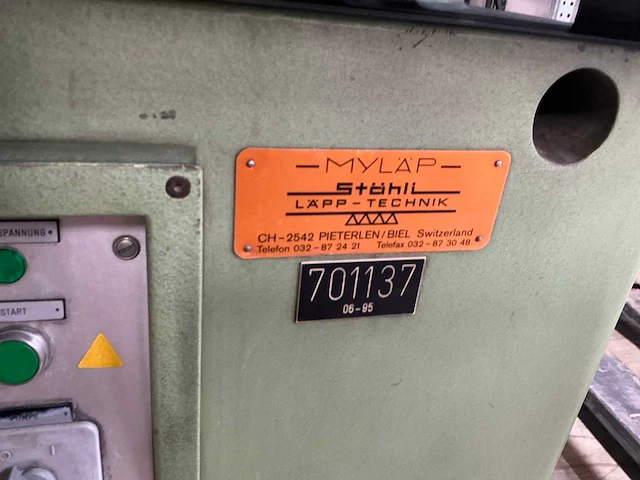 —MYLÄP—
Stähli
LÄPP-TECHNIK
CH-2542 PIETERLEN/BIEL Switzerland
Telefon 032-87 24 21 Telefax 032-87 30 48
701137
06-95
SPANNUNG
START
PUMPE